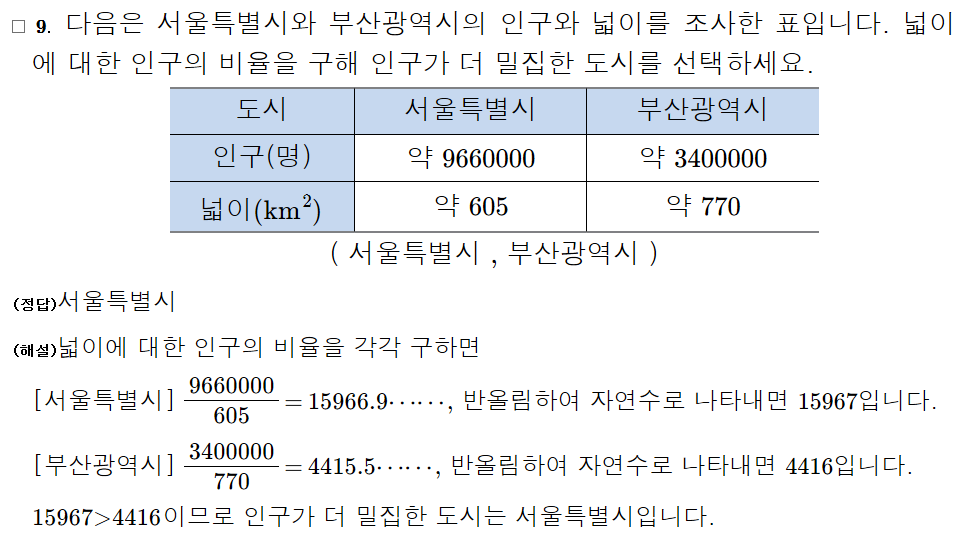 □ 9. 다음은 서울특별시와 부산광역시의 인구와 넓이를 조사한 표입니다. 넓이
에 대한 인구의 비율을 구해 인구가 더 밀집한 도시를 선택하세요.
도시 서울특별시 부산광역시
인구(명) 약 9660000 약 3400000
넓이(km²) 약 605 약 770
( 서울특별시 , 부산광역시 )
(정답)서울특별시
(해설)넓이에 대한 인구의 비율을 각각 구하면
[서울특별시] 9660000/605 = 15966.9⋯⋯, 반올림하여 자연수로 나타내면 15967입니다.
[부산광역시] 3400000/770 = 4415.5⋯⋯, 반올림하여 자연수로 나타내면 4416입니다.
15967>4416이므로 인구가 더 밀집한 도시는 서울특별시입니다.